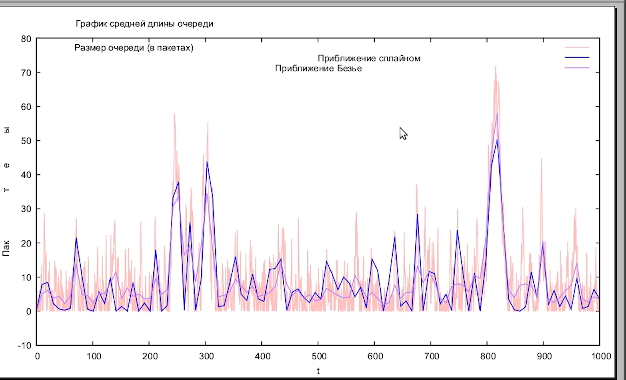 График средней длины очереди
80
Размер очереди (в пакетах)
Приближение сплайном
70
Приближение Безье
60
50
40
30
20
10
0
-10
Пак е т ы
0 100 200 300 400 500 600 700 800 900 1000
t